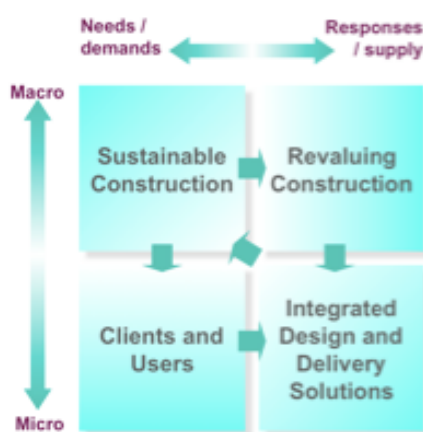 Needs /
demands
Responses
/ supply
Macro
Sustainable
Construction
Revaluing
Construction
Clients and
Users
Integrated
Design and
Delivery
Solutions
Micro